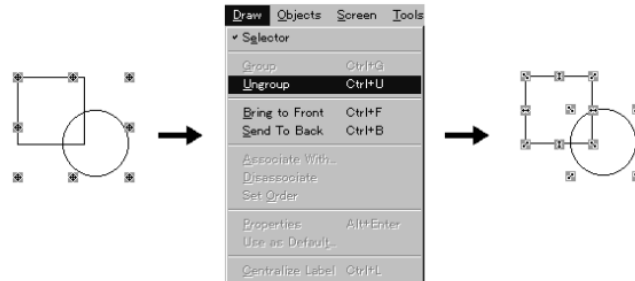 Draw Objects Screen Tools
✓ Selector
Group Ctrl+G
Ungroup Ctrl+U
Bring to Front Ctrl+F
Send To Back Ctrl+B
Associate With...
Disassociate
Set Order
Properties Alt+Enter
Use as Default...
Centralize Label Ctrl+L